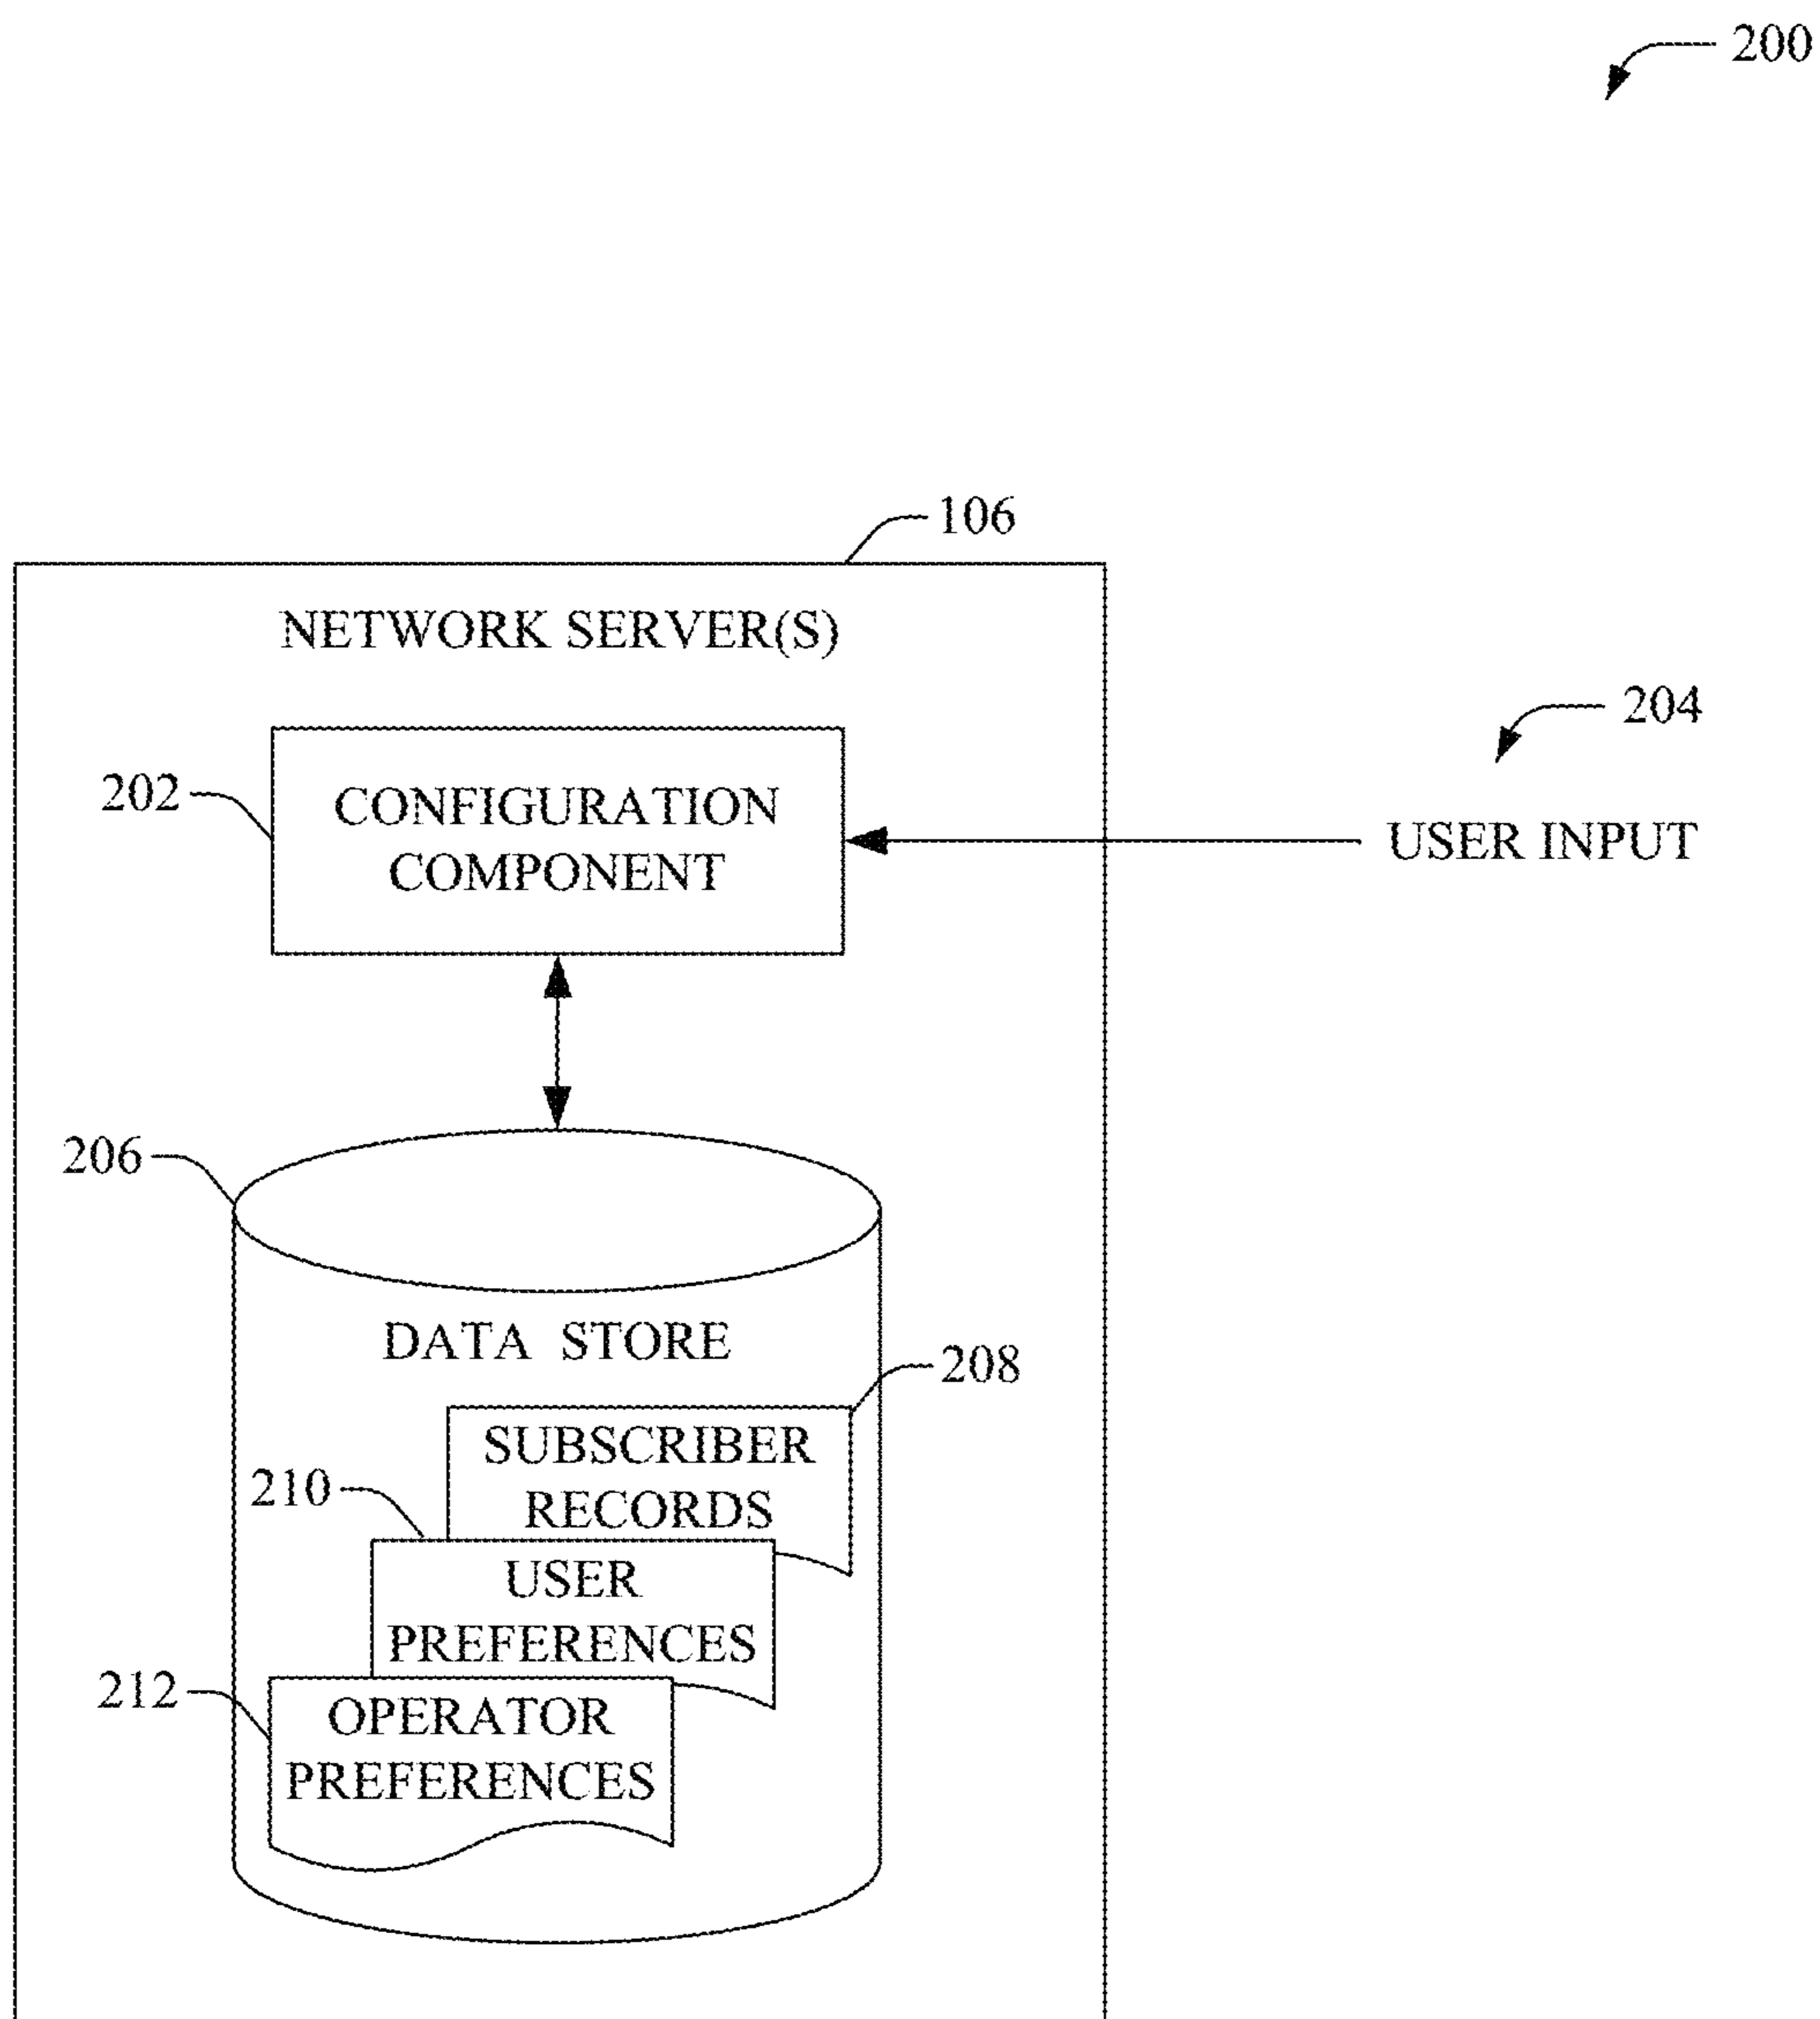 200
106
NETWORK SERVER(S)
204
202
CONFIGURATION
COMPONENT
USER INPUT
206
DATA STORE
208
SUBSCRIBER
RECORDS
210
USER
PREFERENCES
212
OPERATOR
PREFERENCES